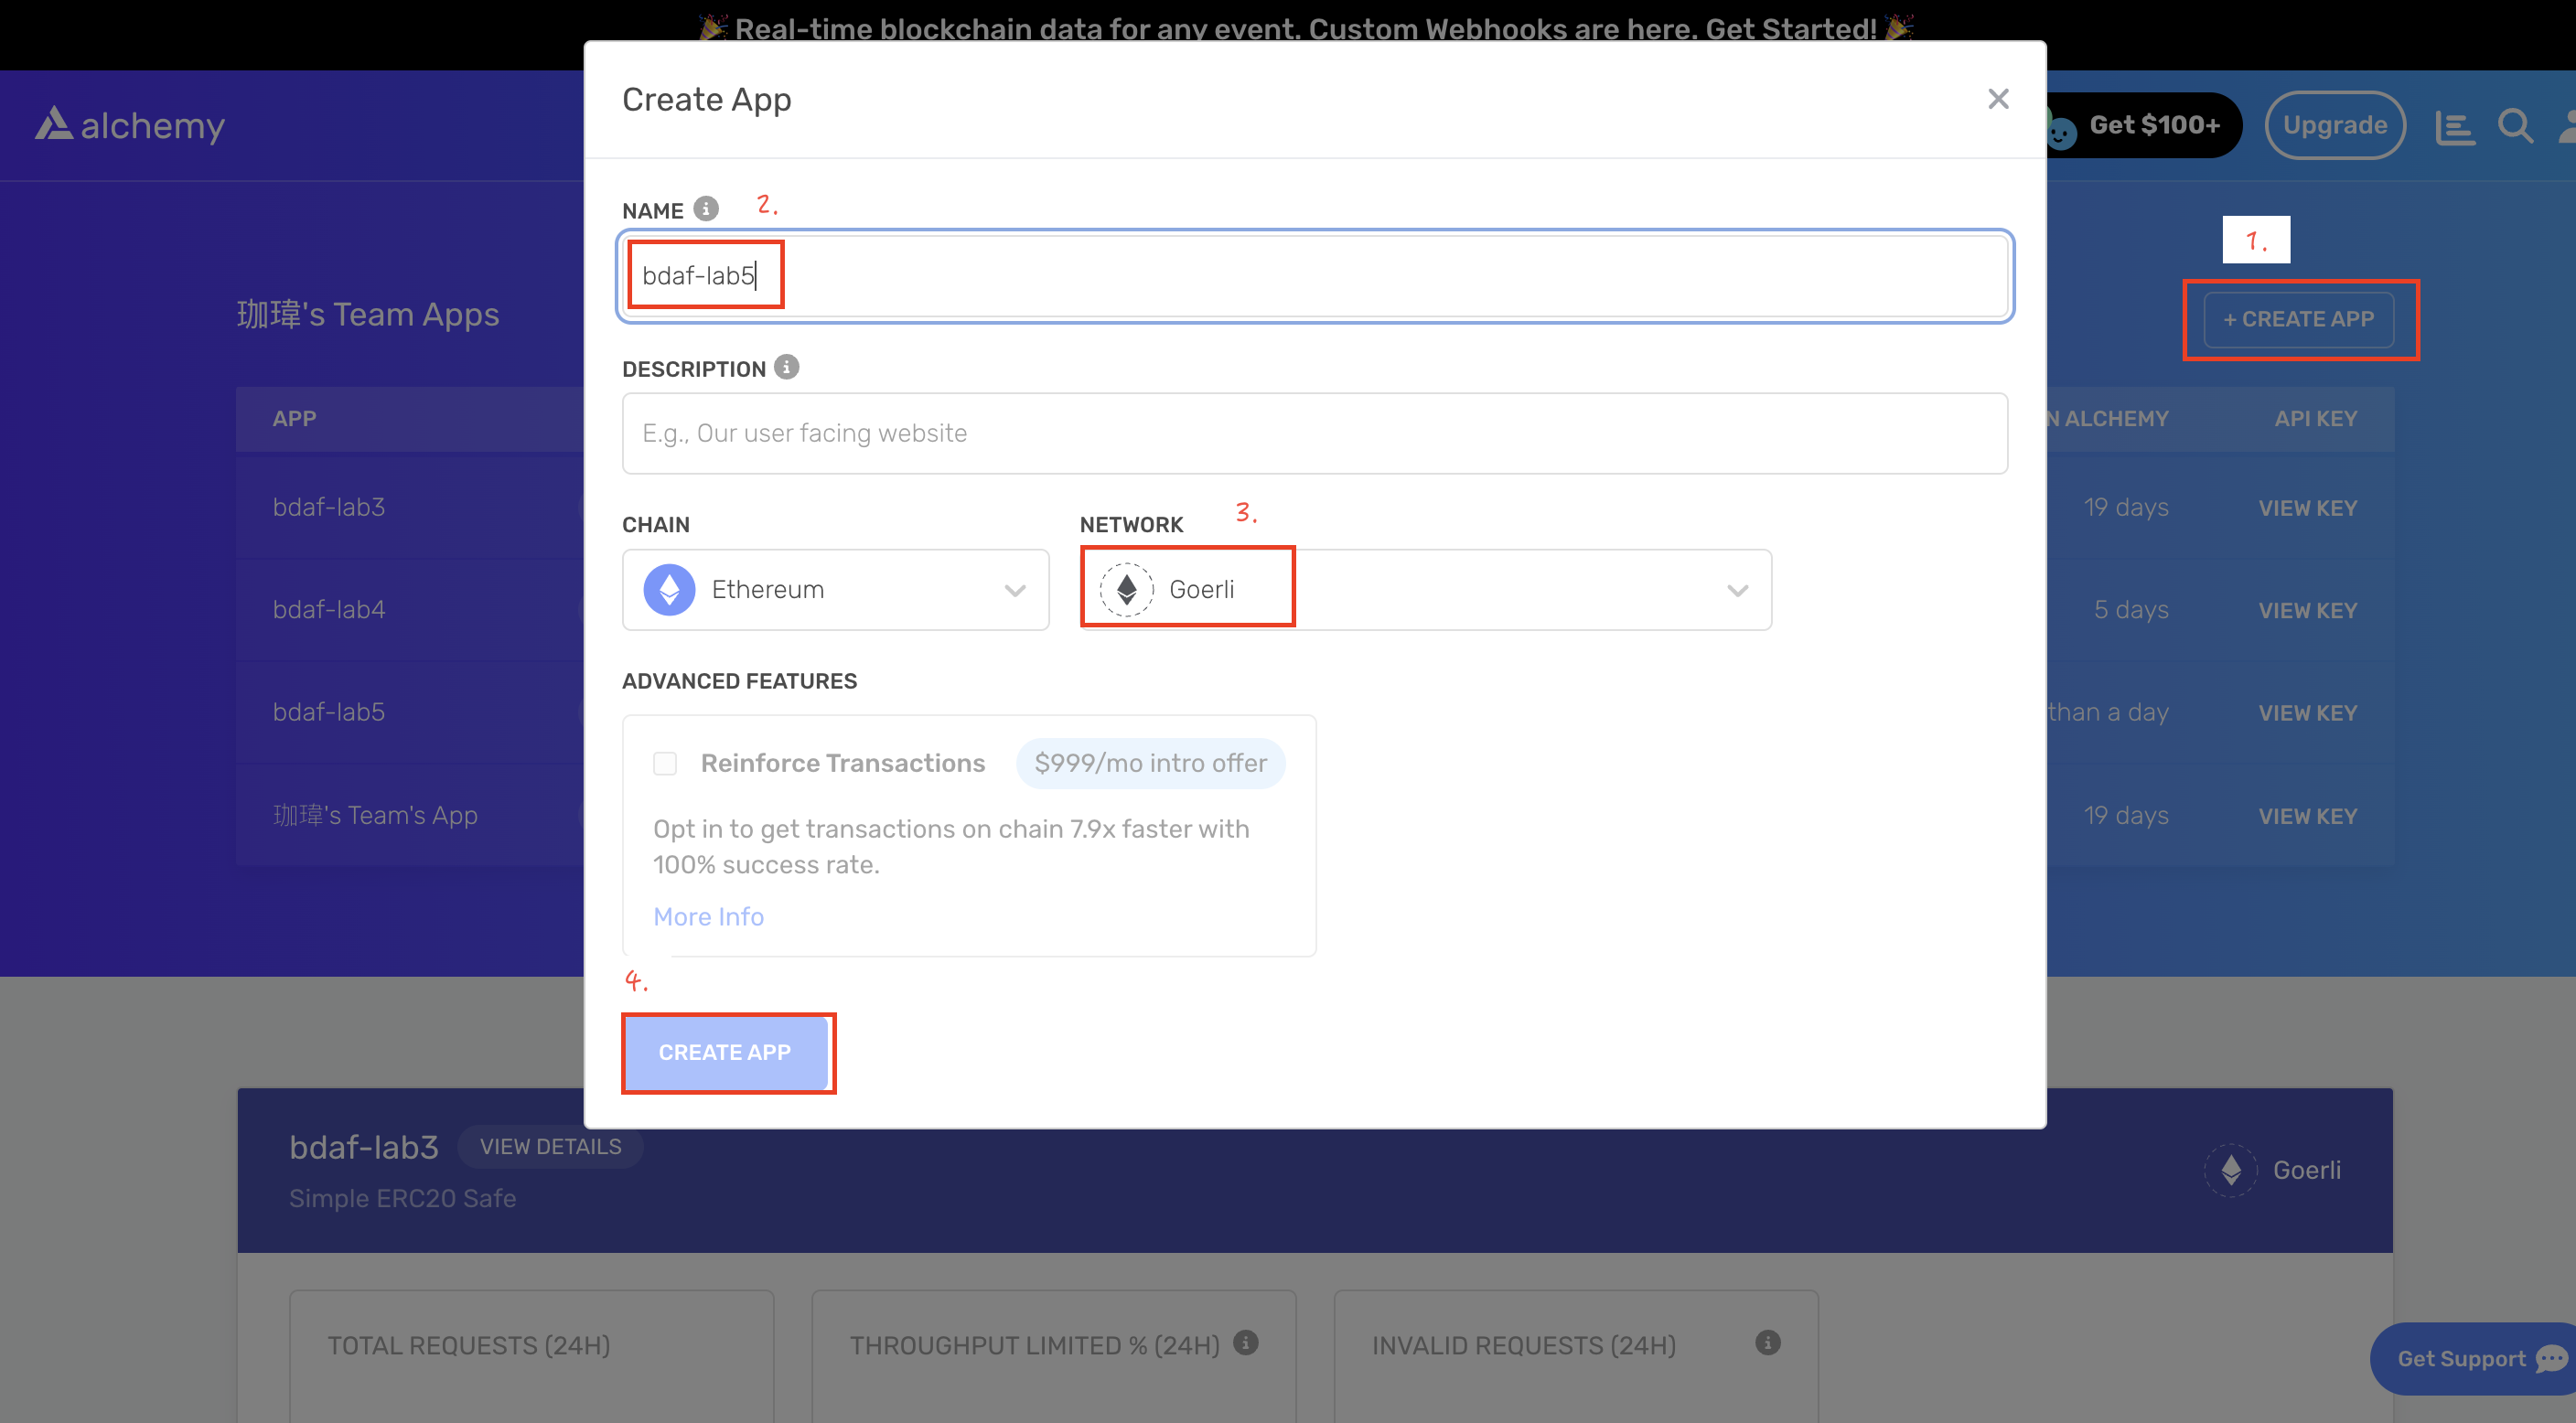 🎉 Real-time blockchain data for any event. Custom Webhooks are here. Get Started! 🎉
alchemy
Get $100+
Upgrade
Create App
NAME
2.
bdaf-lab5
1.
+ CREATE APP
珈瑋's Team Apps
DESCRIPTION
E.g., Our user facing website
APP
N ALCHEMY
API KEY
bdaf-lab3
19 days
VIEW KEY
CHAIN
NETWORK
3.
Ethereum
Goerli
bdaf-lab4
5 days
VIEW KEY
ADVANCED FEATURES
bdaf-lab5
than a day
VIEW KEY
Reinforce Transactions
$999/mo intro offer
Opt in to get transactions on chain 7.9x faster with
100% success rate.
More Info
珈瑋's Team's App
19 days
VIEW KEY
4.
CREATE APP
bdaf-lab3
VIEW DETAILS
Simple ERC20 Safe
Goerli
TOTAL REQUESTS (24H)
THROUGHPUT LIMITED % (24H)
INVALID REQUESTS (24H)
Get Support